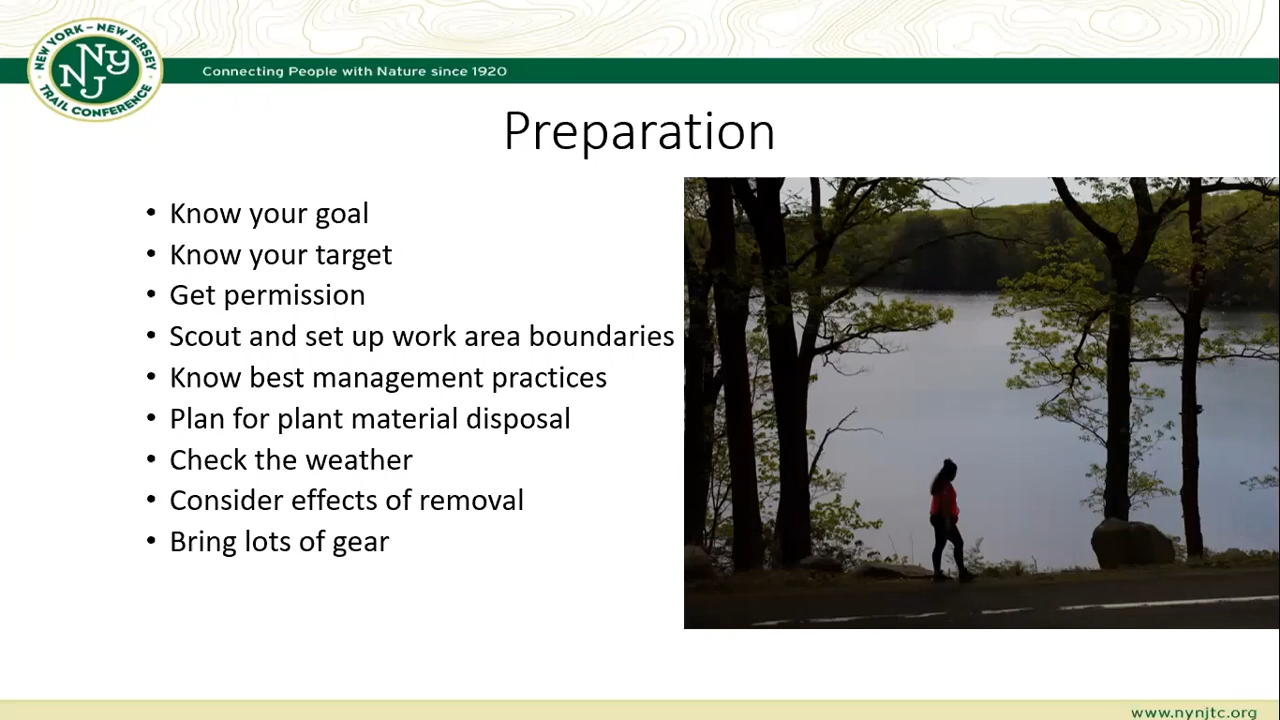 NEW YORK – NEW JERSEY
NY
NJ
TRAIL CONFERENCE
Connecting People with Nature since 1920
Preparation
• Know your goal
• Know your target
• Get permission
• Scout and set up work area boundaries
• Know best management practices
• Plan for plant material disposal
• Check the weather
• Consider effects of removal
• Bring lots of gear
www.nynjtc.org